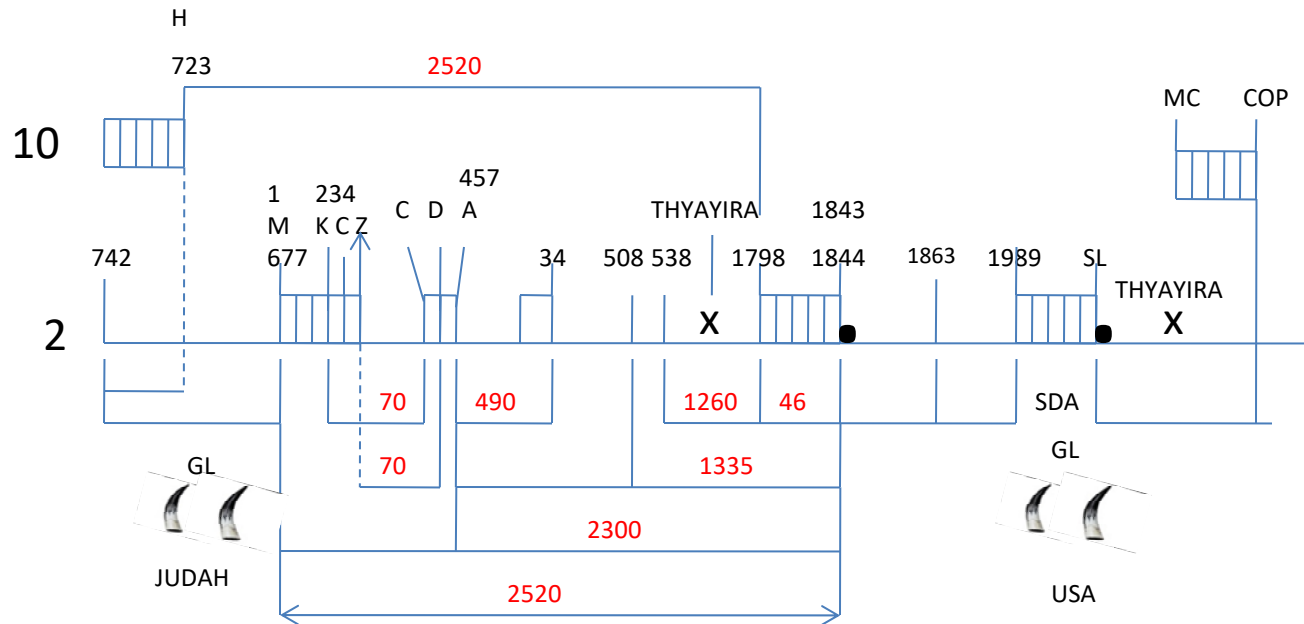 H
723 2520
MC COP
10
457
1 234 C D A THYAYIRA 1843
M K C Z
742 677 34 508 538 1798 1844 1863 1989 SL
THYAYIRA
2 X X
70 490 1260 46 SDA
GL 70 1335 GL
2300
JUDAH 2520 USA